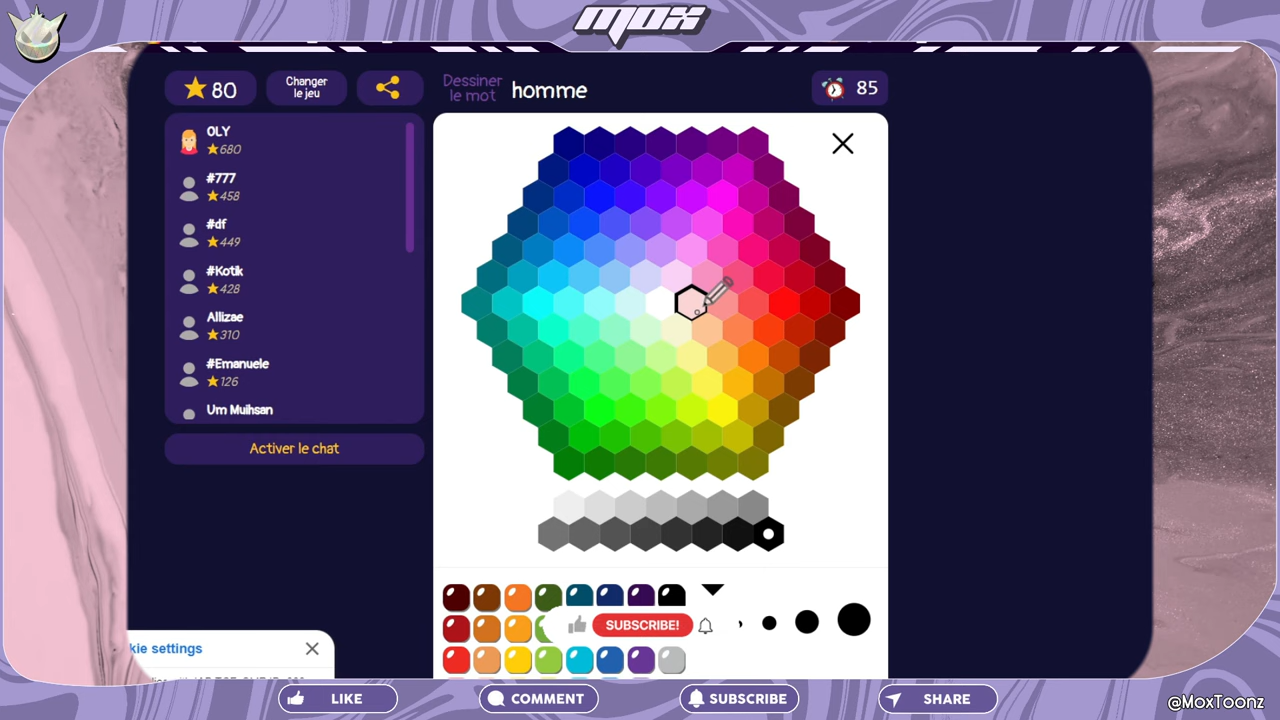 MOX
80
Changer
le jeu
Dessiner
le mot
homme
85
OLY
680
#777
458
#df
449
#Kotik
428
Allizae
310
#Emanuele
126
Um Muihsan
Activer le chat
kie settings
SUBSCRIBE!
LIKE
COMMENT
SUBSCRIBE
SHARE
@MoxToonz